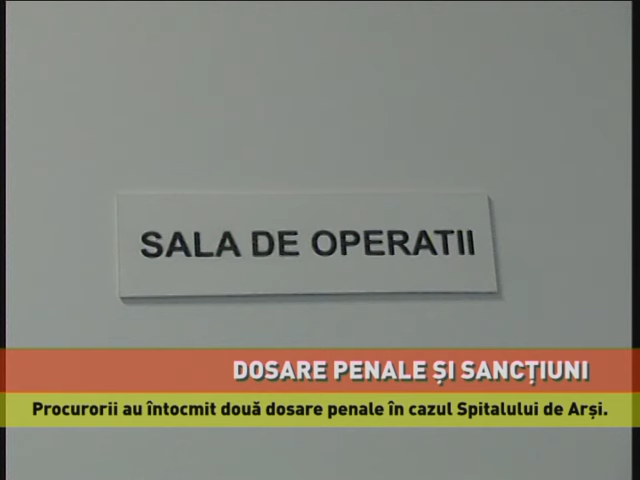 SALA DE OPERATII
DOSARE PENALE ȘI SANCȚIUNI
Procurorii au întocmit două dosare penale în cazul Spitalului de Arși.